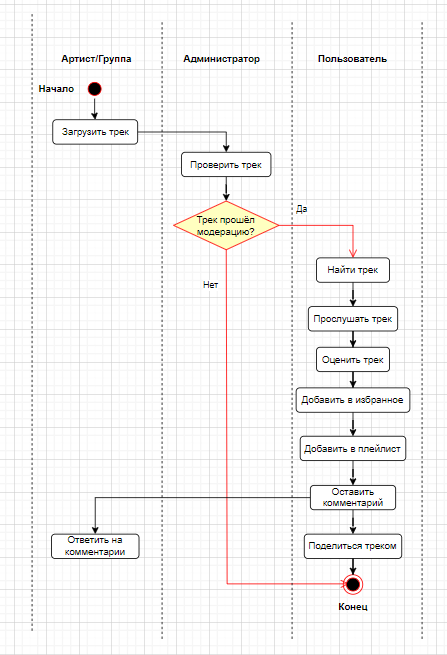 Артист/Группа
Администратор
Пользователь
Начало
Загрузить трек
Проверить трек
Трек прошёл
модерацию?
Да
Нет
Найти трек
Прослушать трек
Оценить трек
Добавить в избранное
Добавить в плейлист
Оставить
комментарий
Ответить на
комментарии
Поделиться треком
Конец